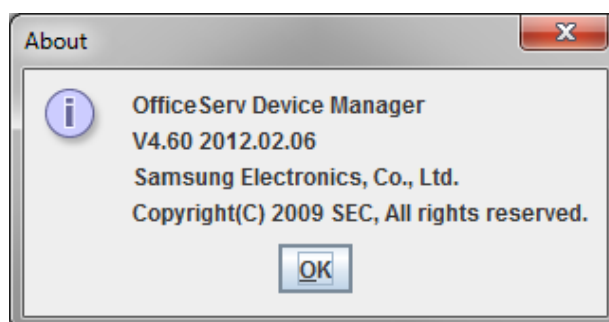 About
OfficeServ Device Manager
V4.60 2012.02.06
Samsung Electronics, Co., Ltd.
Copyright(C) 2009 SEC, All rights reserved.
OK